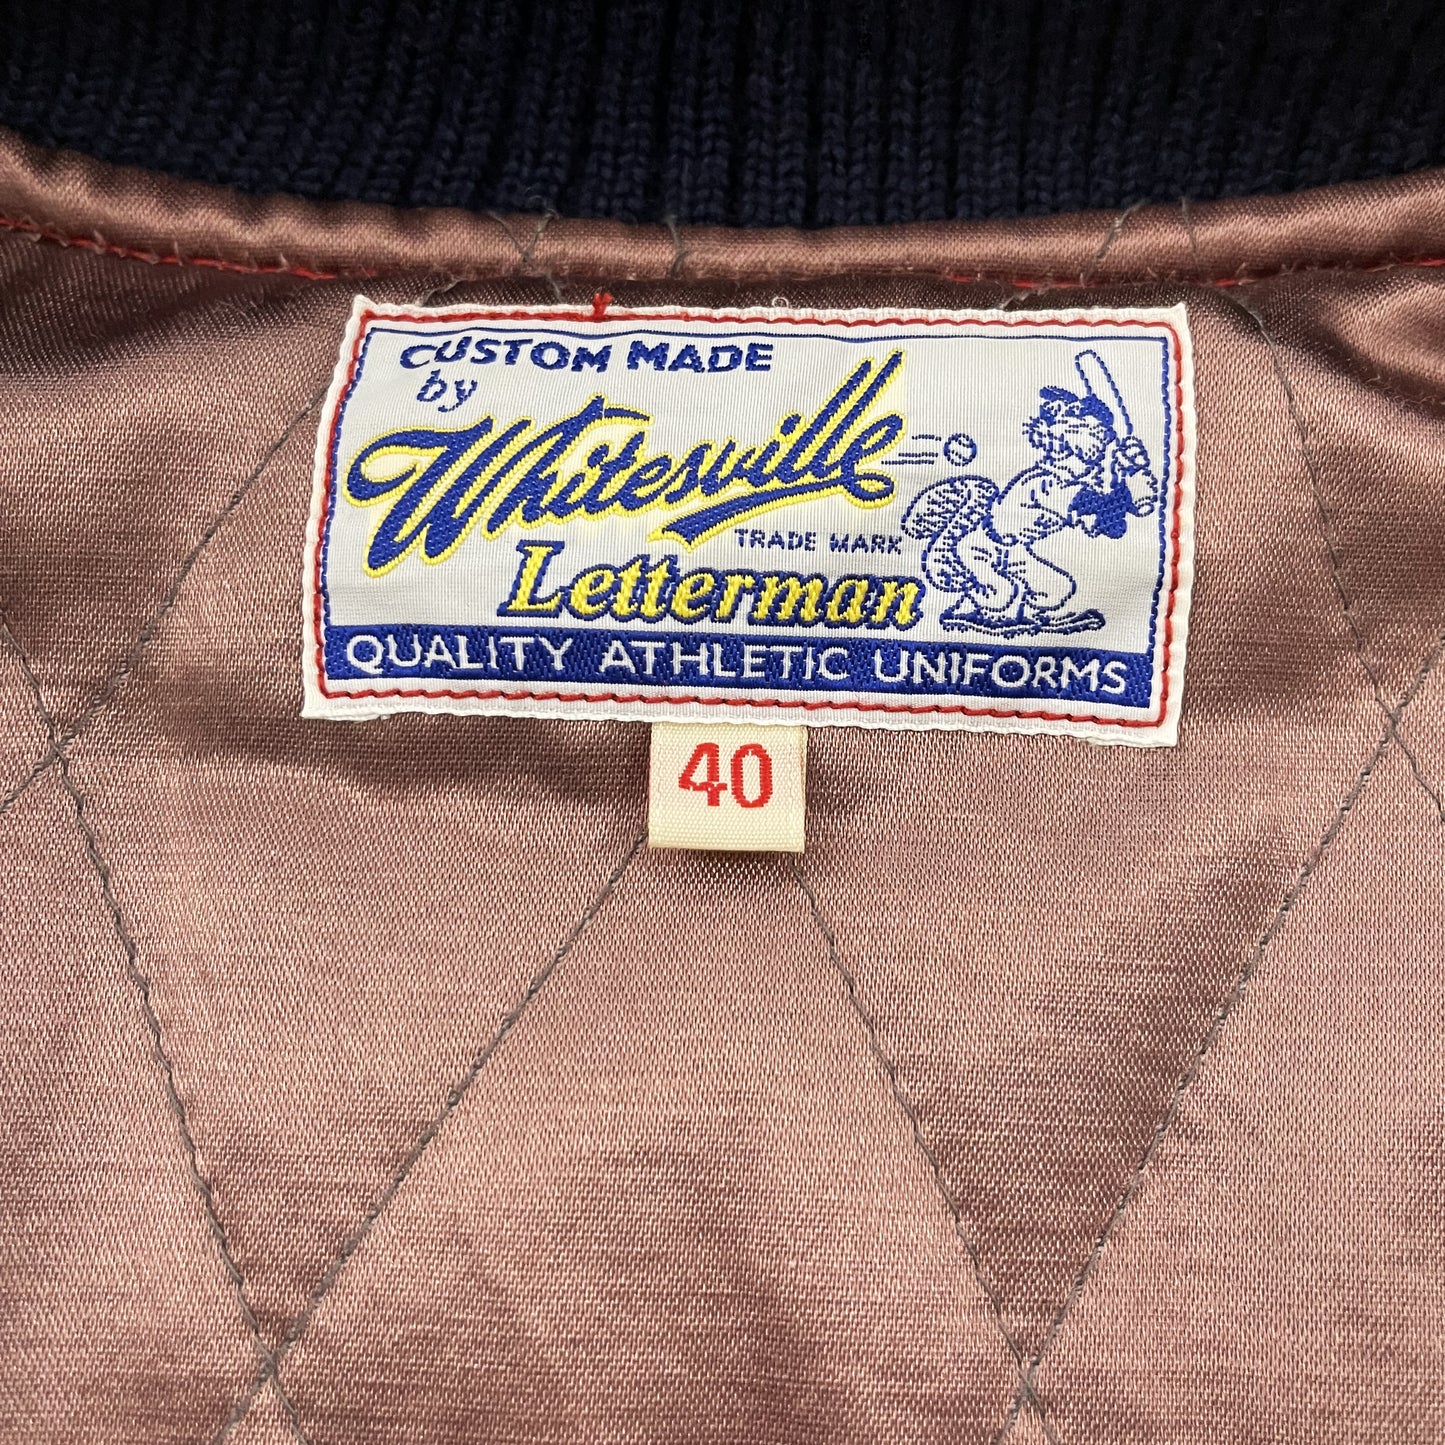 CUSTOM MADE
by
Whitesville
TRADE MARK
Letterman
QUALITY ATHLETIC UNIFORMS
40